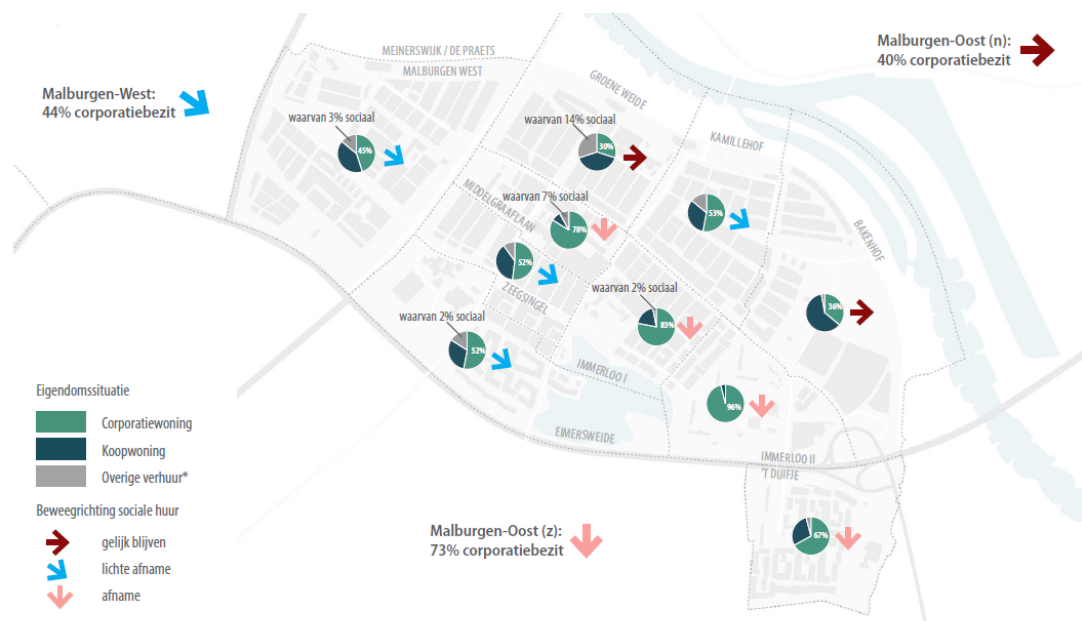 Malburgen-Oost (n):
40% corporatiebezit
MEINERSWIJK / DE PRAETS
MALBURGEN WEST
GROENE WEIDE
Malburgen-West:
44% corporatiebezit
waarvan 3% sociaal
45%
waarvan 14% sociaal
30%
KAMILLEHOF
MIDDELGRAAFLAAN
waarvan 7% sociaal
78%
53%
BAKENHOF
52%
ZEEGSINGEL
waarvan 2% sociaal
83%
36%
waarvan 2% sociaal
52%
IMMERLOO I
96%
EIMERSWEIDE
IMMERLOO II
'T DUIFJE
67%
Malburgen-Oost (z):
73% corporatiebezit
Eigendomssituatie
Corporatiewoning
Koopwoning
Overige verhuur*
Beweegrichting sociale huur
gelijk blijven
lichte afname
afname